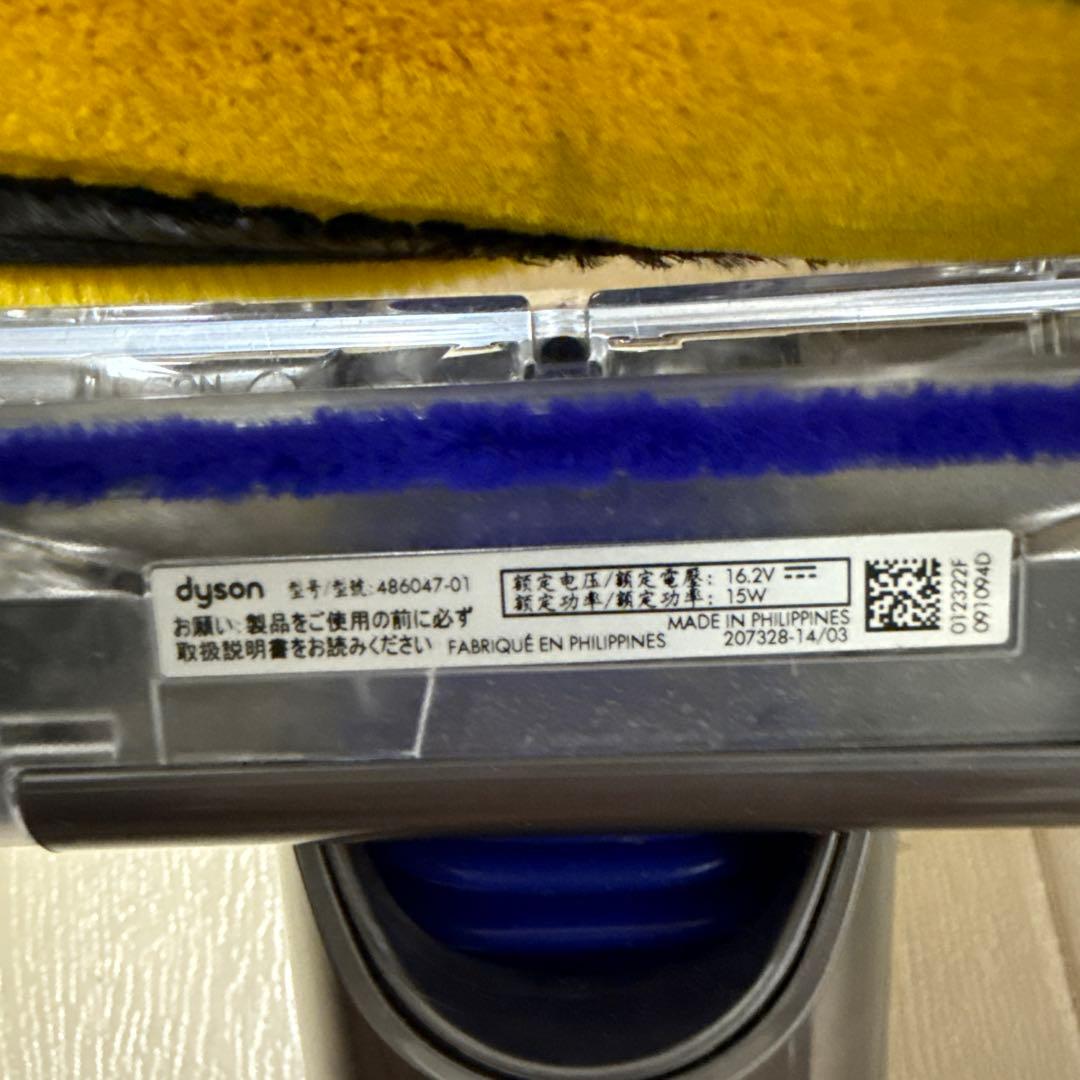 dyson 型号/型號:486047-01
お願い:製品をご使用の前に必ず
取扱説明書をお読みください
FABRIQUÉ EN PHILIPPINES
额定电压/額定電壓: 16.2V
额定功率/額定功率: 15W
MADE IN PHILIPPINES
207328-14/03
012322F
091094D